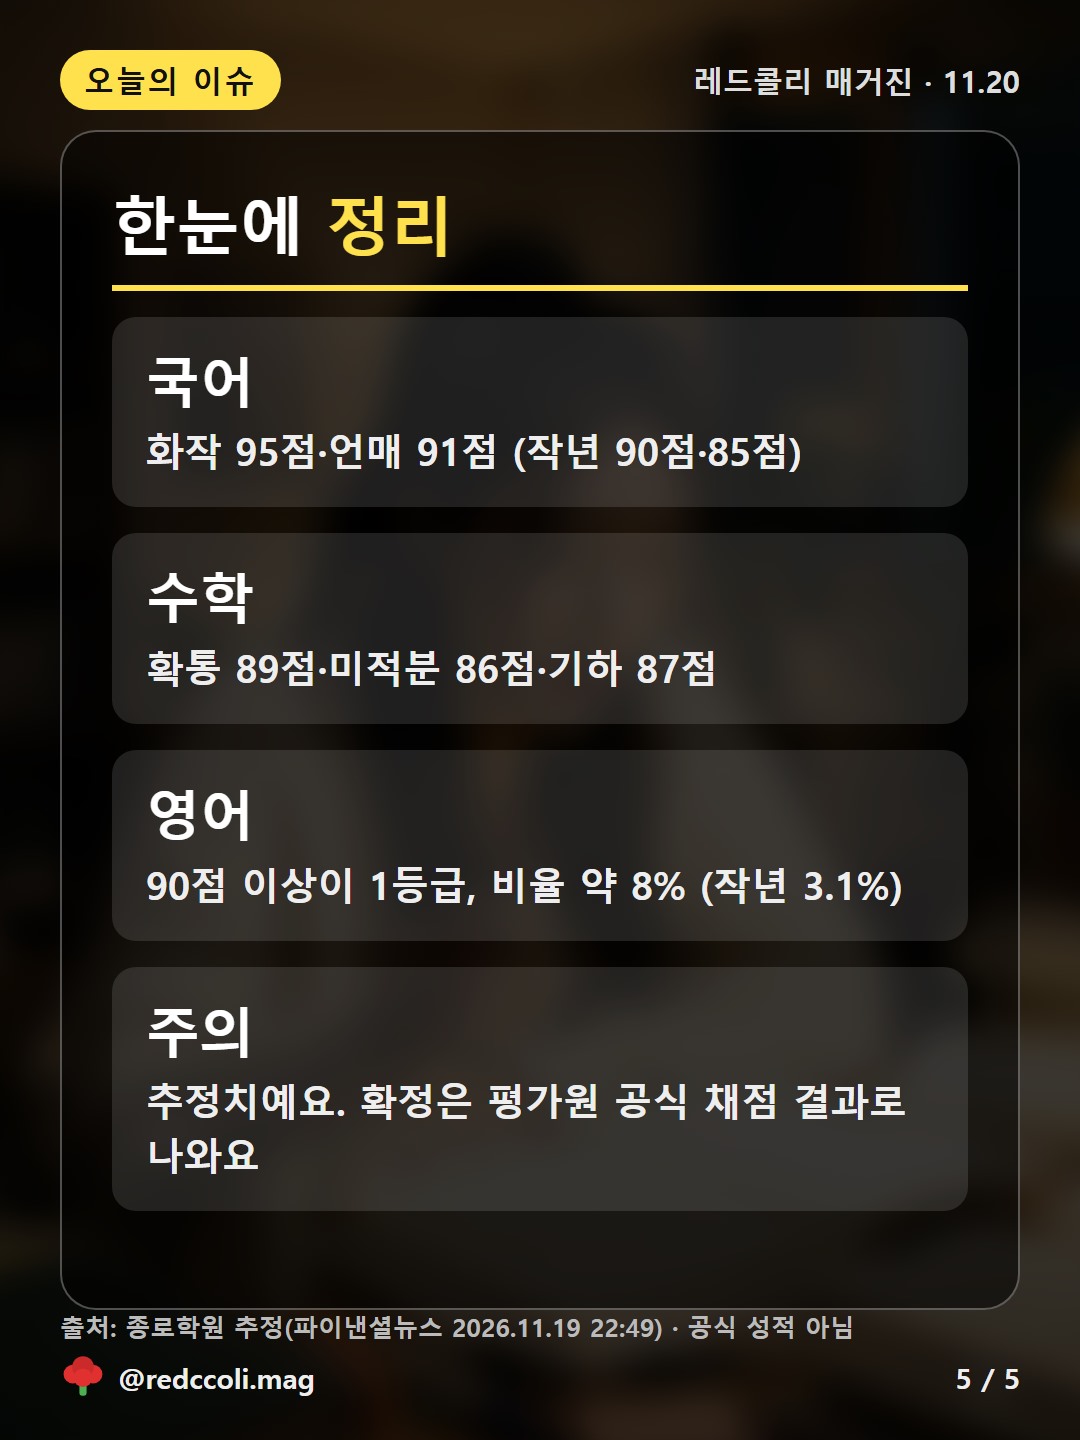 오늘의 이슈
레드콜리 매거진 · 11.20
한눈에 정리
국어
화작 95점·언매 91점 (작년 90점·85점)
수학
확통 89점·미적분 86점·기하 87점
영어
90점 이상이 1등급, 비율 약 8% (작년 3.1%)
주의
추정치예요. 확정은 평가원 공식 채점 결과로
나와요
출처: 종로학원 추정(파이낸셜뉴스 2026.11.19 22:49) · 공식 성적 아님
@redccoli.mag
5 / 5